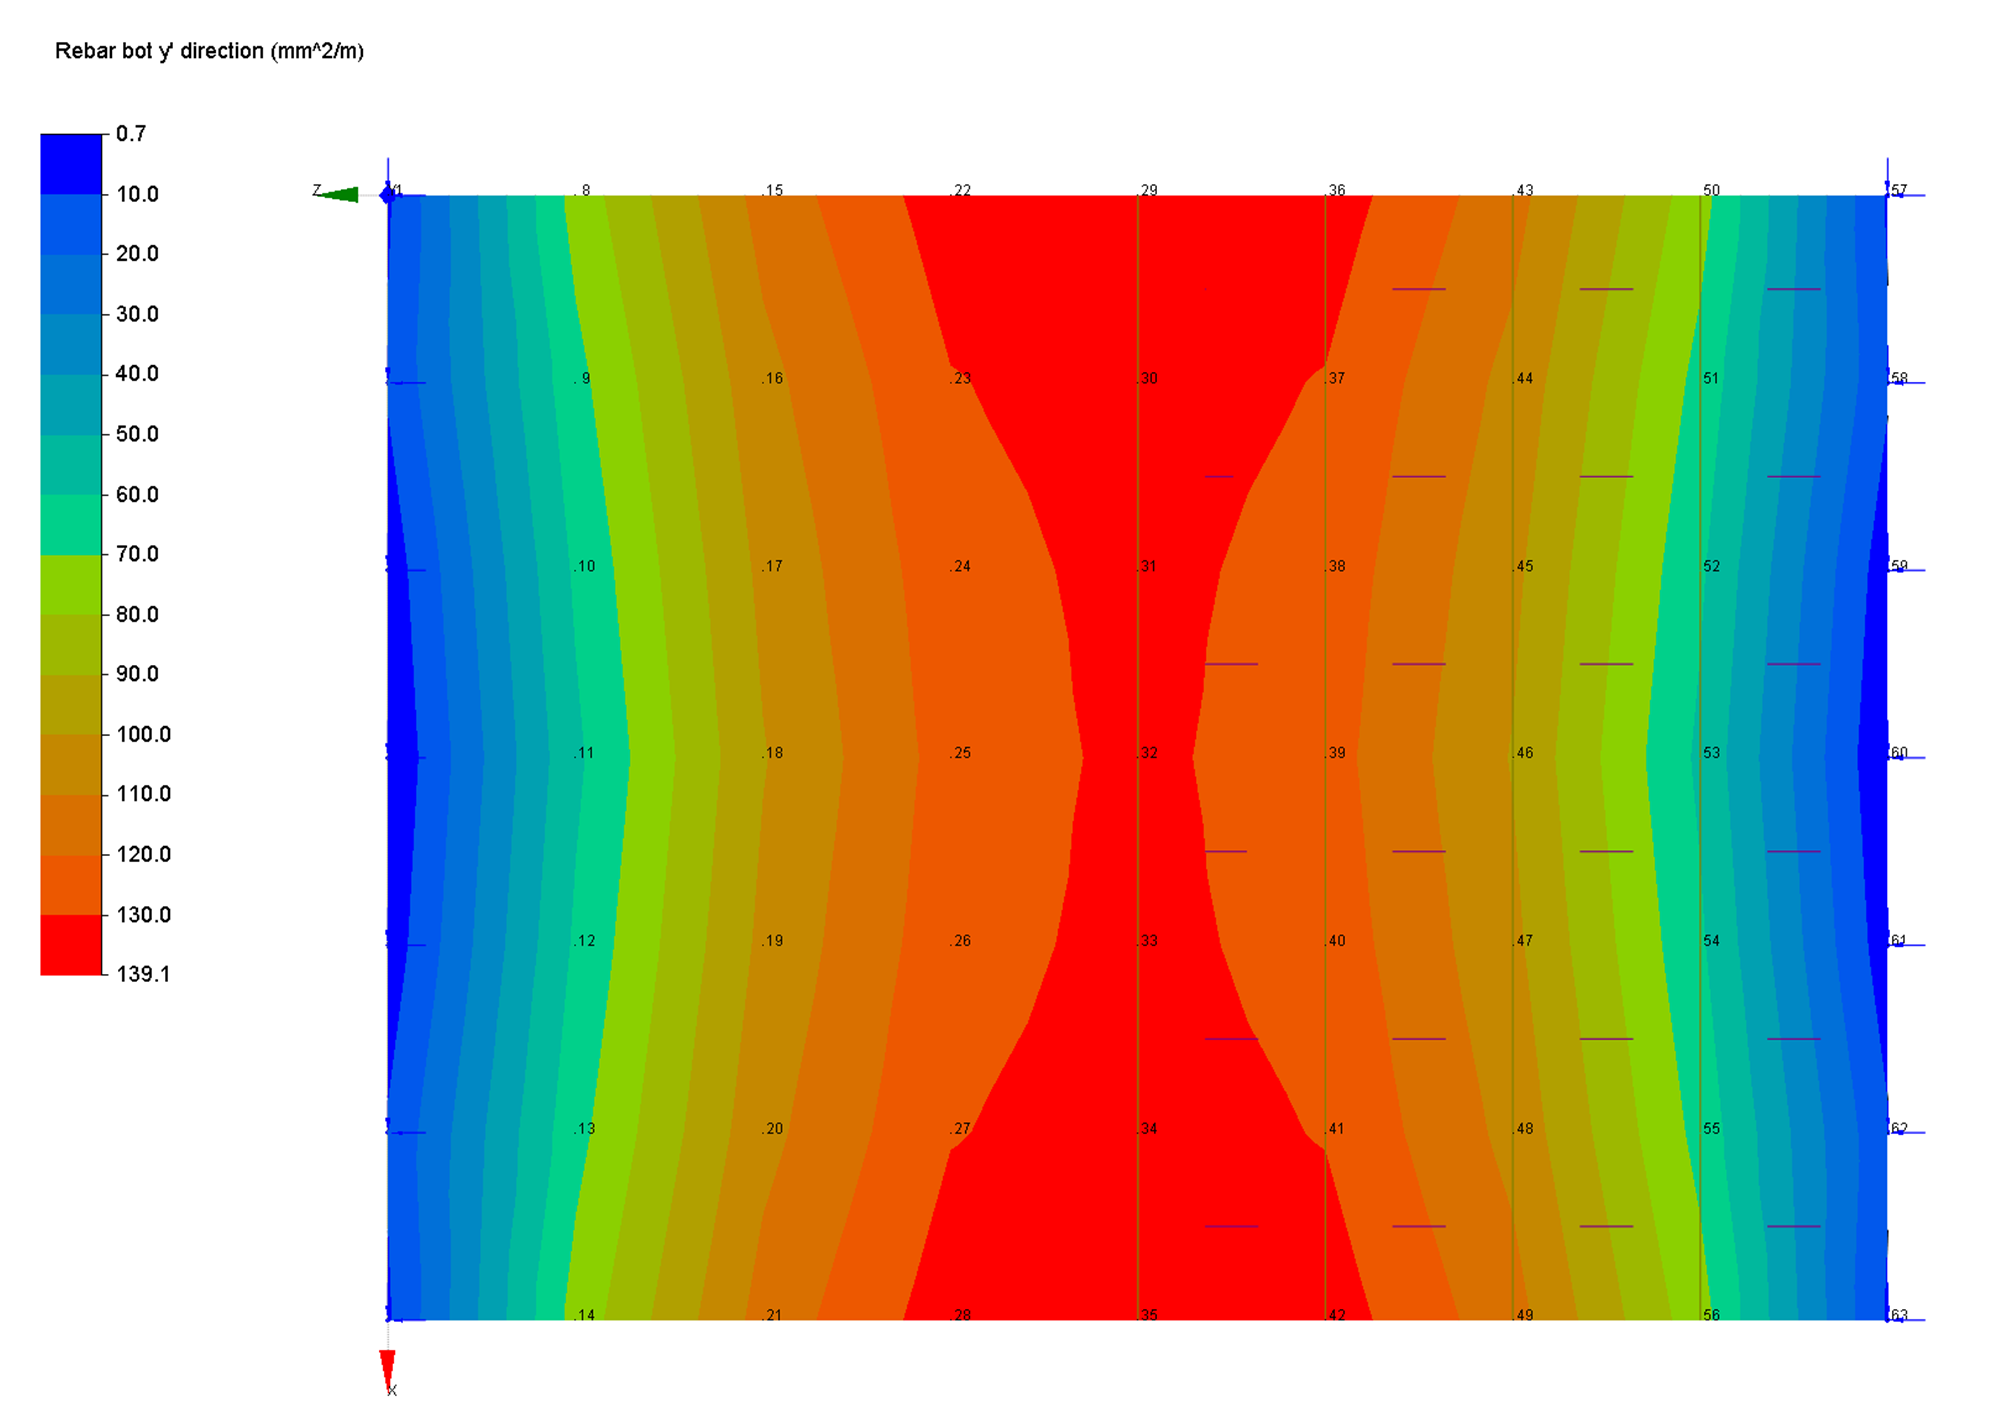 Rebar bot y' direction (mm^2/m)
0.7
10.0
20.0
30.0
40.0
50.0
60.0
70.0
80.0
90.0
100.0
110.0
120.0
130.0
139.1
Z 1 .8 .15 .22 .29 .36 .43 50 57
.9 .16 .23 .30 .37 .44 51 58
.10 .17 .24 .31 .38 .45 52 59
.11 .18 .25 .32 .39 .46 53 60
.12 .19 .26 .33 .40 .47 54 61
.13 .20 .27 .34 .41 .48 55 62
.14 .21 .28 .35 .42 .49 56 63
X